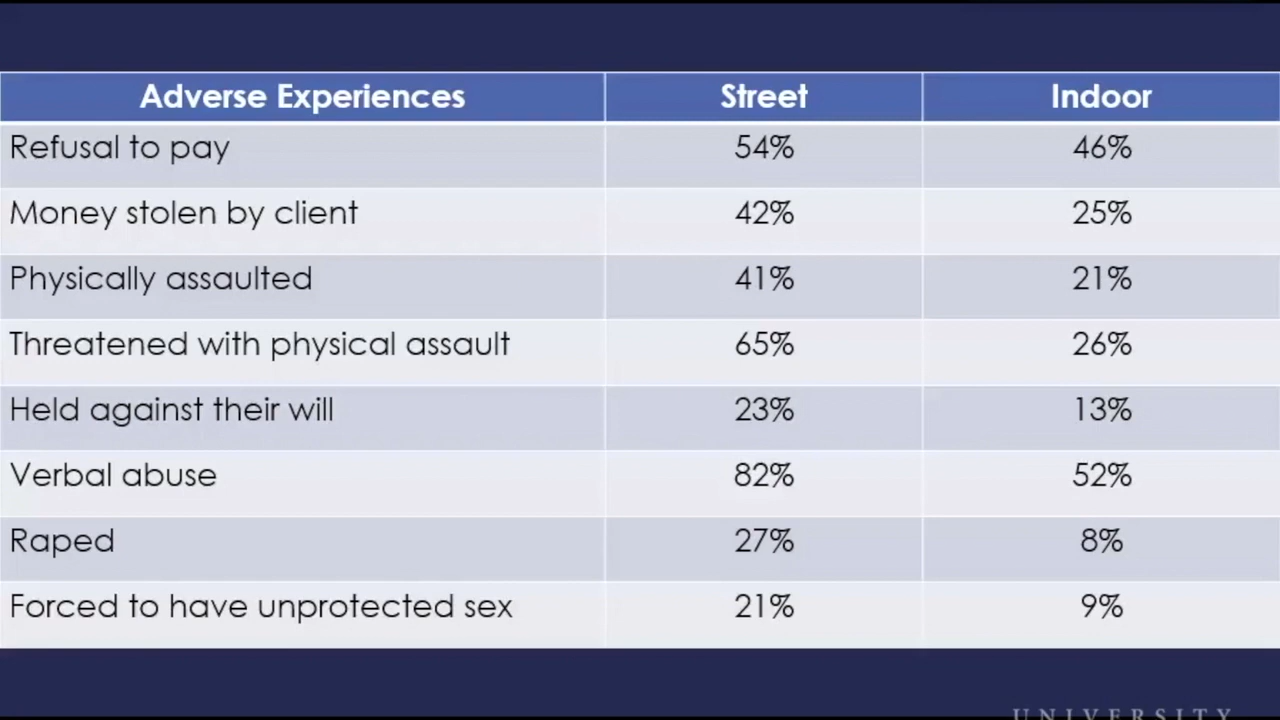 Adverse Experiences Street Indoor
Refusal to pay 54% 46%
Money stolen by client 42% 25%
Physically assaulted 41% 21%
Threatened with physical assault 65% 26%
Held against their will 23% 13%
Verbal abuse 82% 52%
Raped 27% 8%
Forced to have unprotected sex 21% 9%
UNIVERSITY